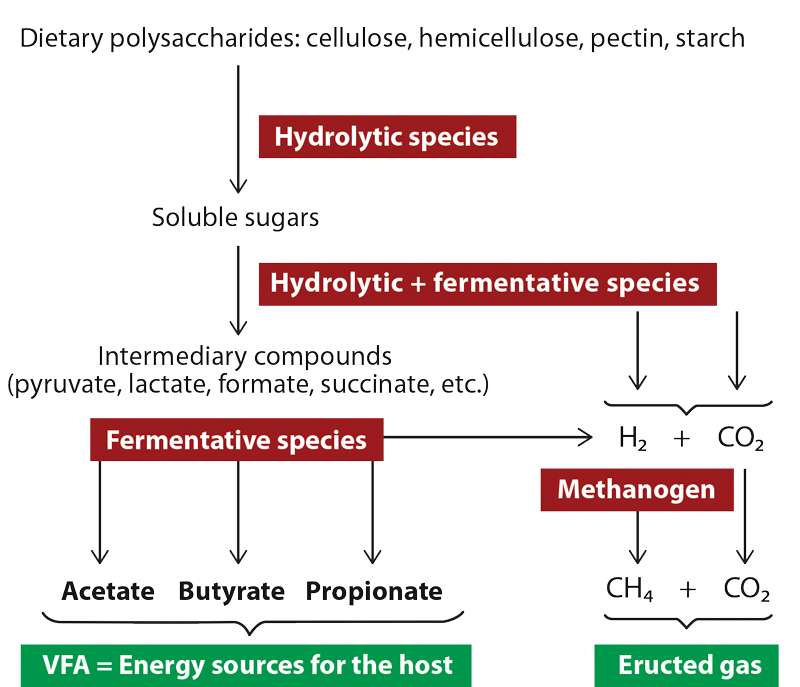 Dietary polysaccharides: cellulose, hemicellulose, pectin, starch
Hydrolytic species
Soluble sugars
Hydrolytic + fermentative species
Intermediary compounds
(pyruvate, lactate, formate, succinate, etc.)
Fermentative species
H₂ + CO₂
Methanogen
Acetate Butyrate Propionate
CH₄ + CO₂
VFA = Energy sources for the host
Eructed gas